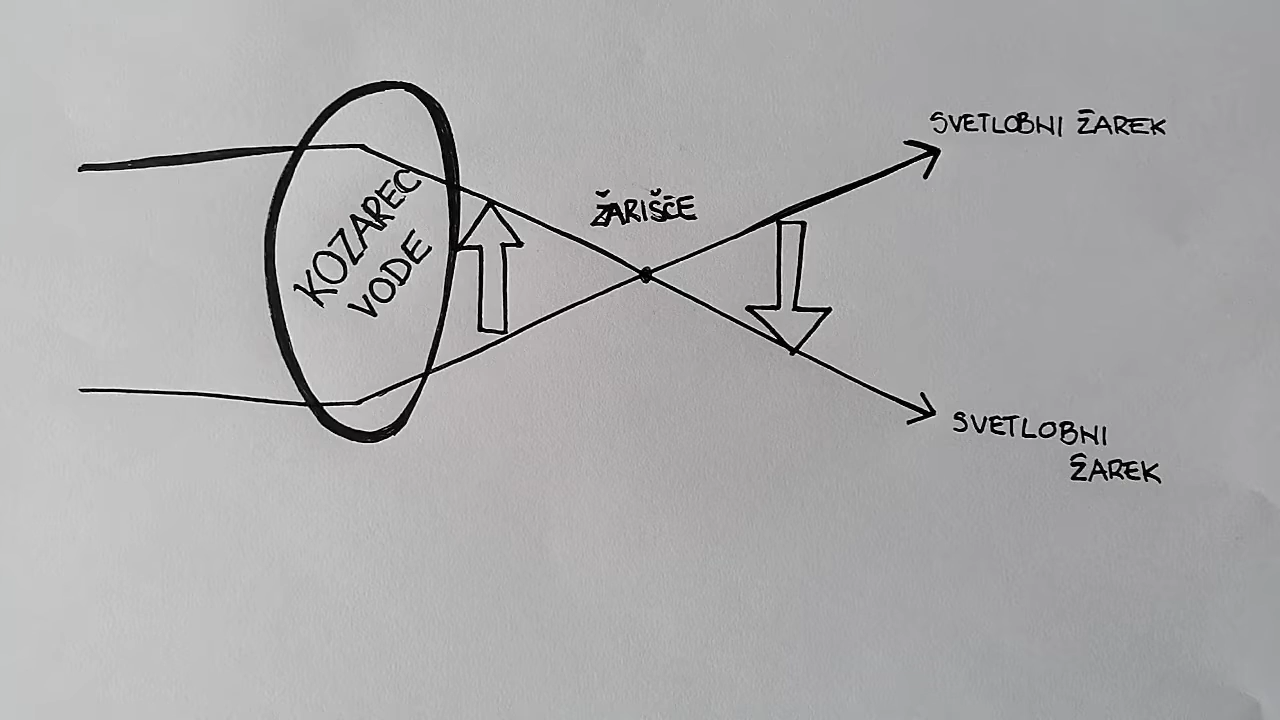 SVETLOBNI ŽAREK
ŽARIŠČE
KOZAREC
VODE
SVETLOBNI
ŽAREK